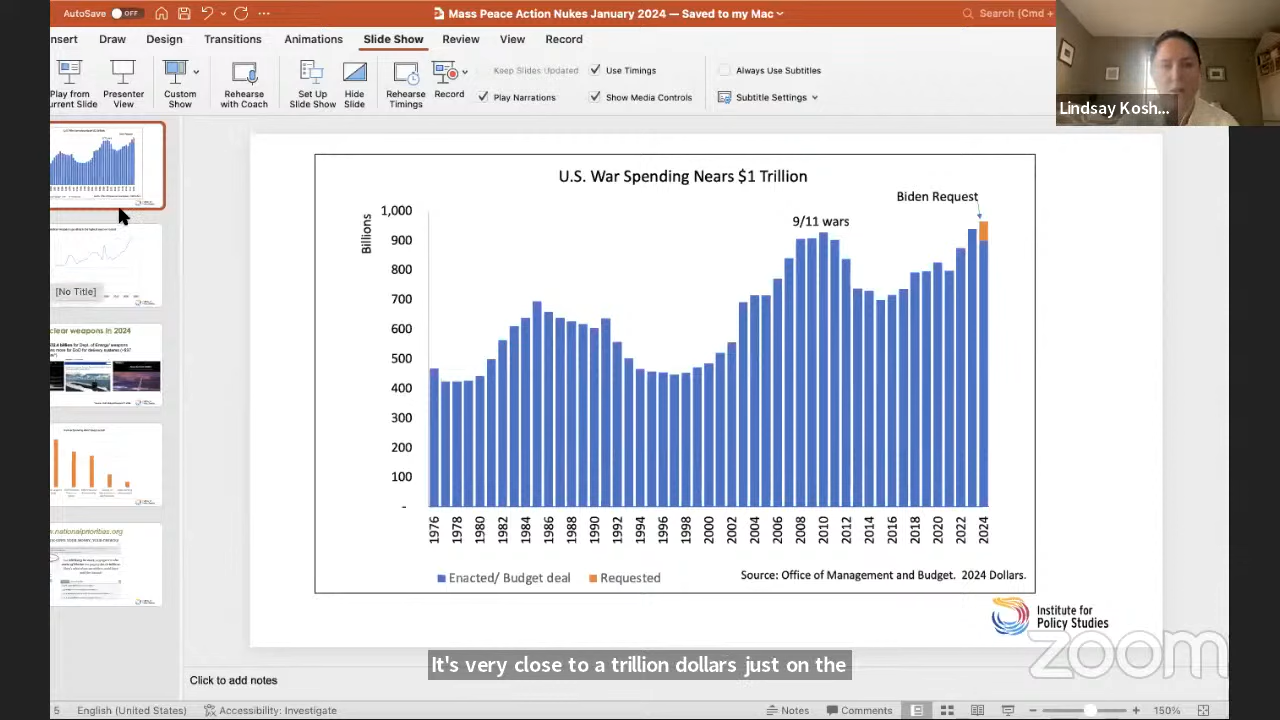 AutoSave OFF
Mass Peace Action Nukes January 2024 — Saved to my Mac
Search (Cmd +
nsert Draw Design Transitions Animations Slide Show Review View Record
Play from Current Slide
Presenter View
Custom Show
Rehearse with Coach
Set Up Slide Show
Hide Slide
Rehearse Timings
Record
Keep Slides Updated
Use Timings
Play Narrations
Show Media Controls
Always Use Subtitles
Subtitle Settings
Lindsay Kosh...
[No Title]
clear weapons in 2024
w.nationalpriorities.org
U.S. War Spending Nears $1 Trillion
Biden Request
9/11 wars
Billions
1,000
900
800
700
600
500
400
300
200
100
-
1976 1978 1980 1982 1984 1986 1988 1990 1992 1994 1996 1998 2000 2002 2004 2006 2008 2010 2012 2014 2016 2018 2020 2022 2024
Enacted/ Budget Deal Requested
Source: Office of Management and Budget. 2024 Dollars.
Institute for
Policy Studies
zoom
It's very close to a trillion dollars just on the
Click to add notes
5 English (United States) Accessibility: Investigate
Notes Comments 150%